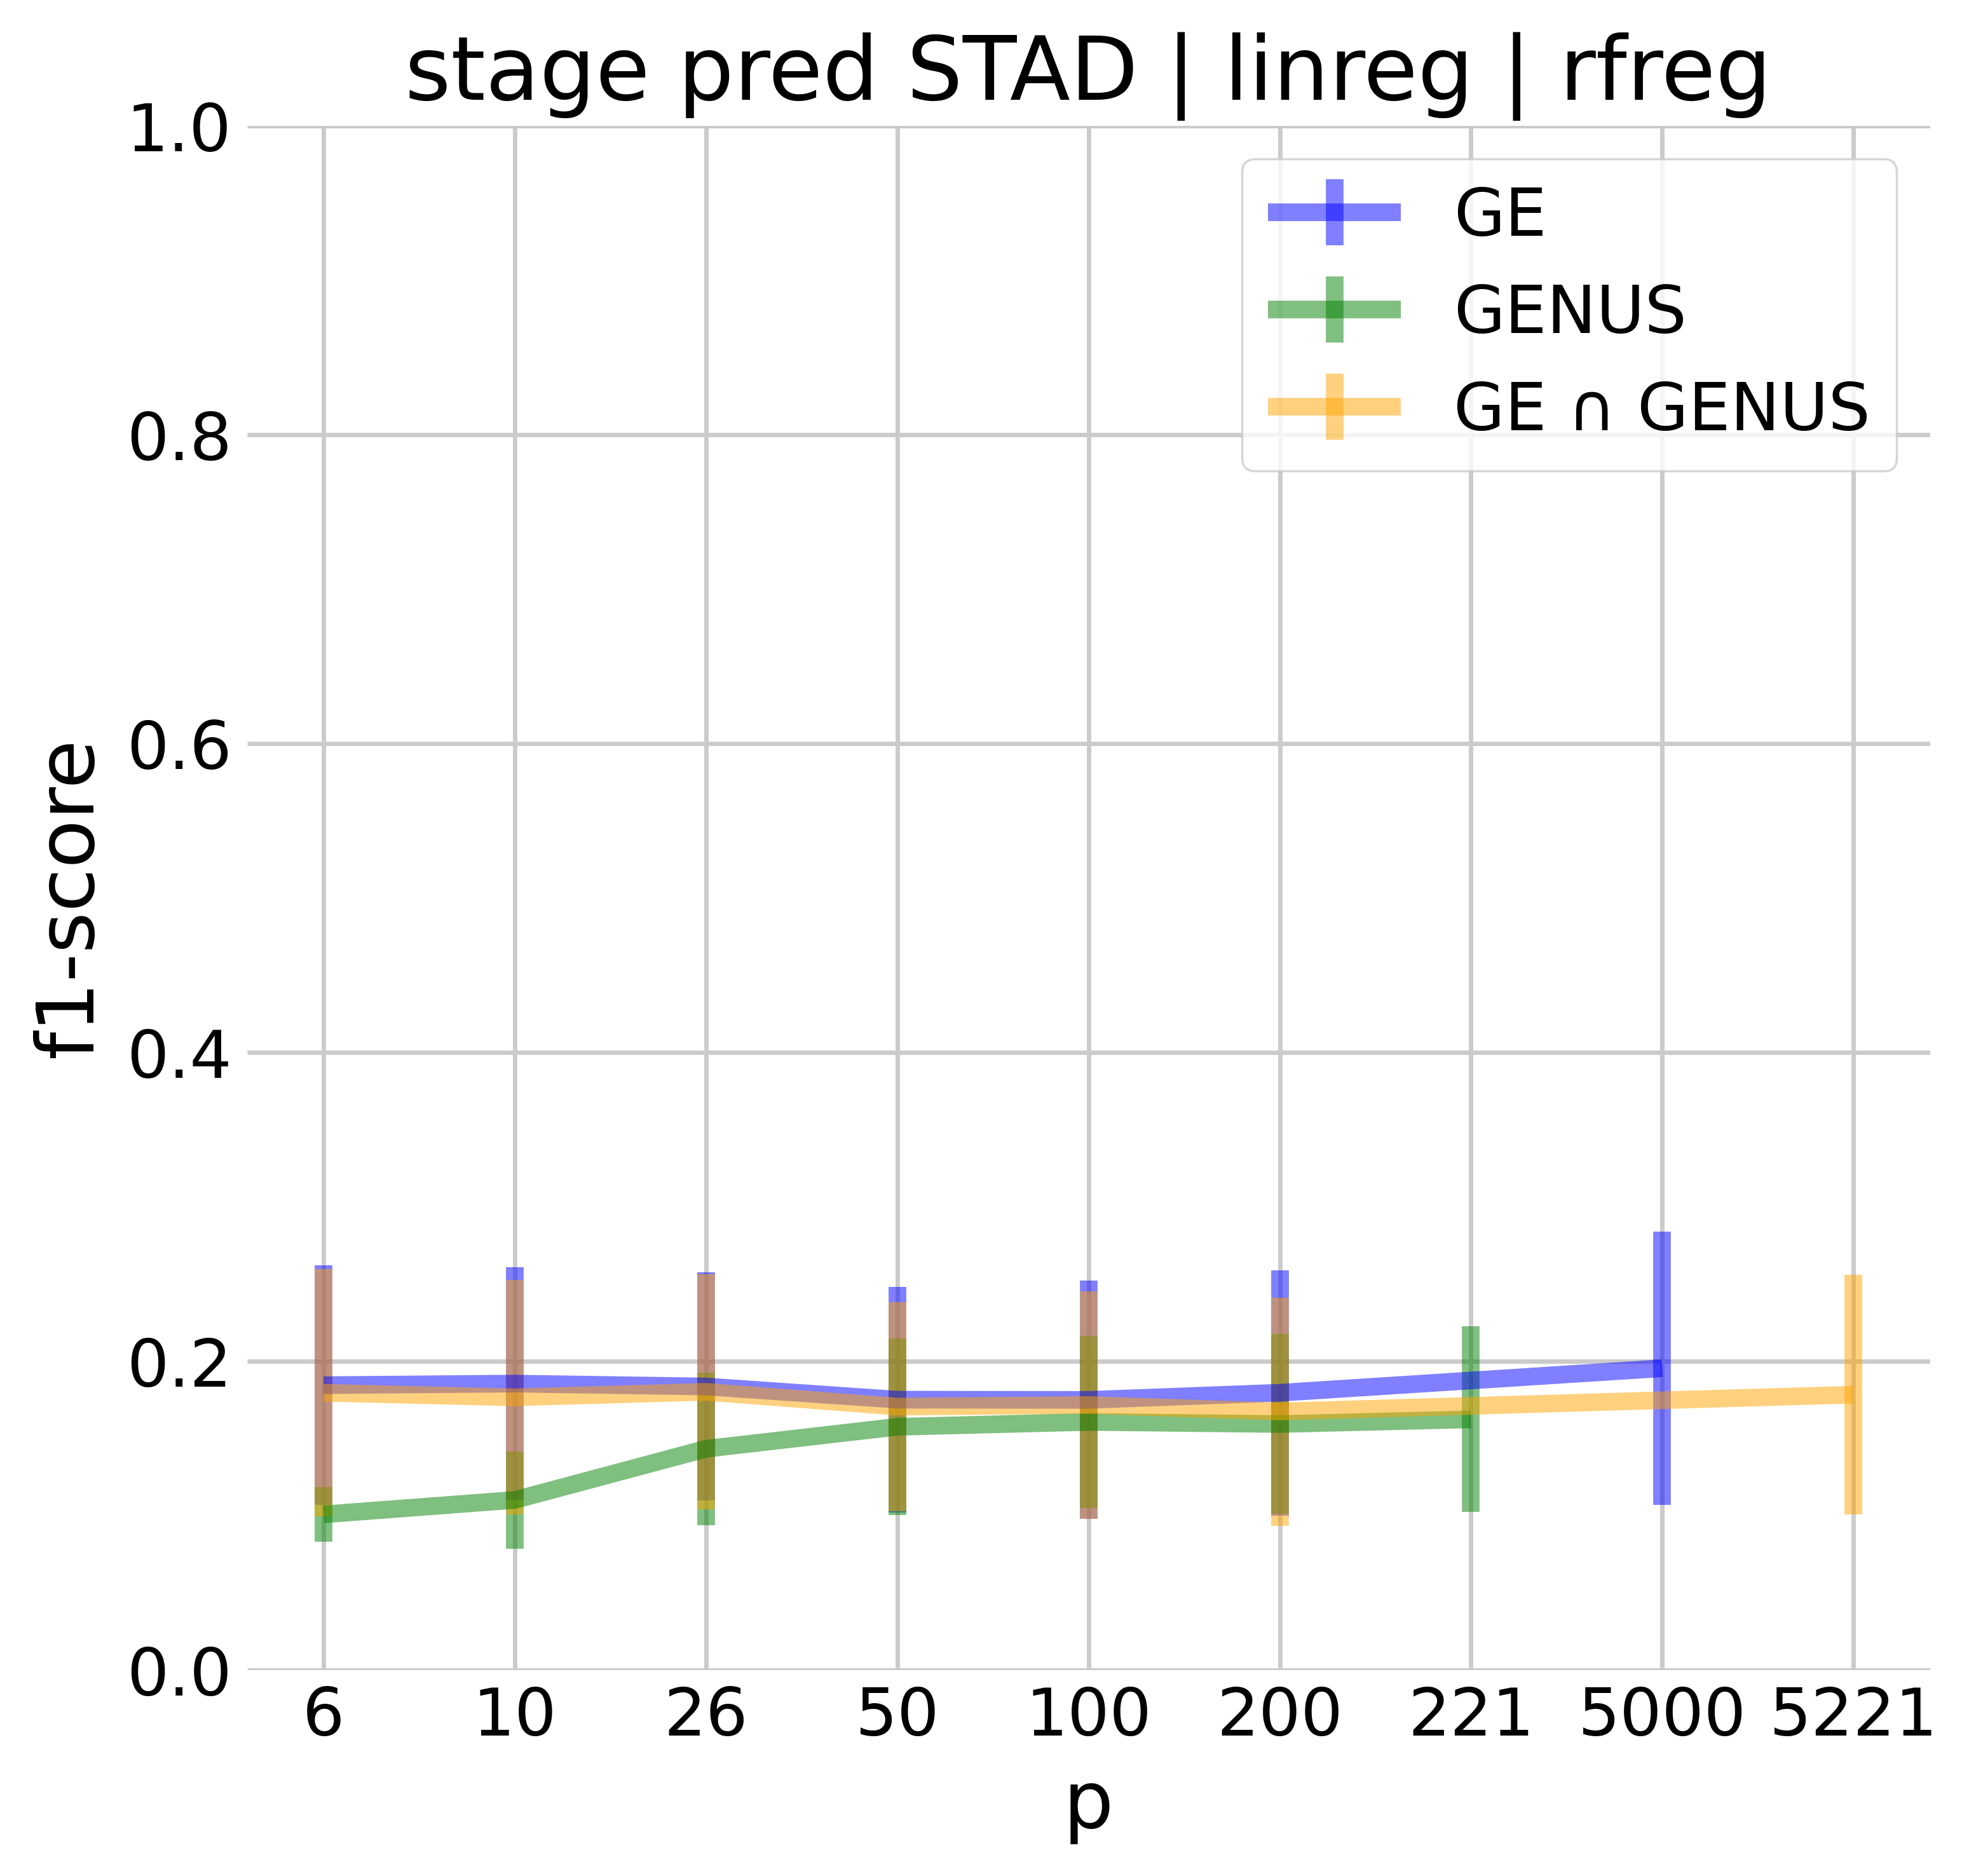 stage pred STAD | linreg | rfreg
1.0
0.8
0.6
0.4
0.2
0.0
f1-score
GE
GENUS
GE ∩ GENUS
6 10 26 50 100 200 221 5000 5221
p